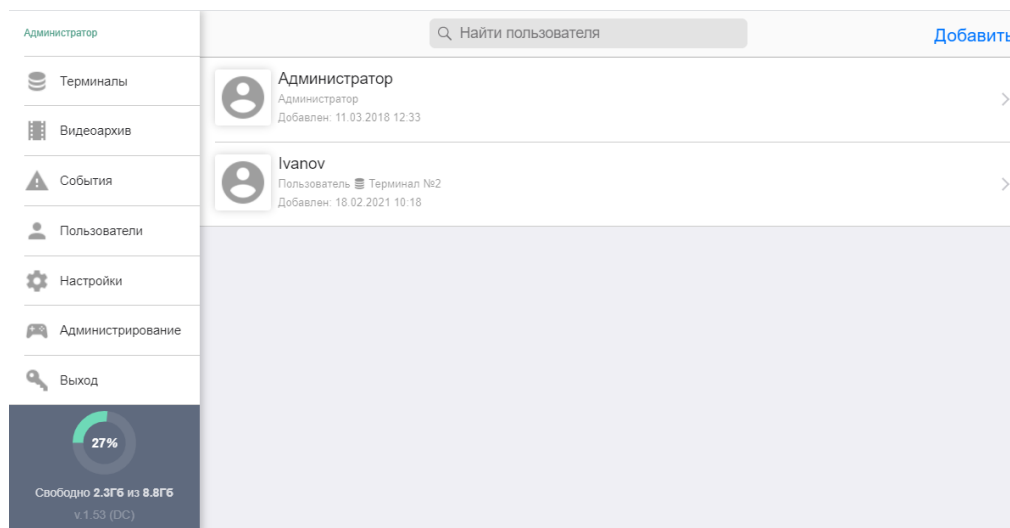 Администратор
Терминалы
Видеоархив
События
Пользователи
Настройки
Администрирование
Выход
27%
Свободно 2.3Гб из 8.8Гб
v.1.53 (DC)
Найти пользователя
Добавить
Администратор
Администратор
Добавлен: 11.03.2018 12:33
Ivanov
Пользователь Терминал №2
Добавлен: 18.02.2021 10:18